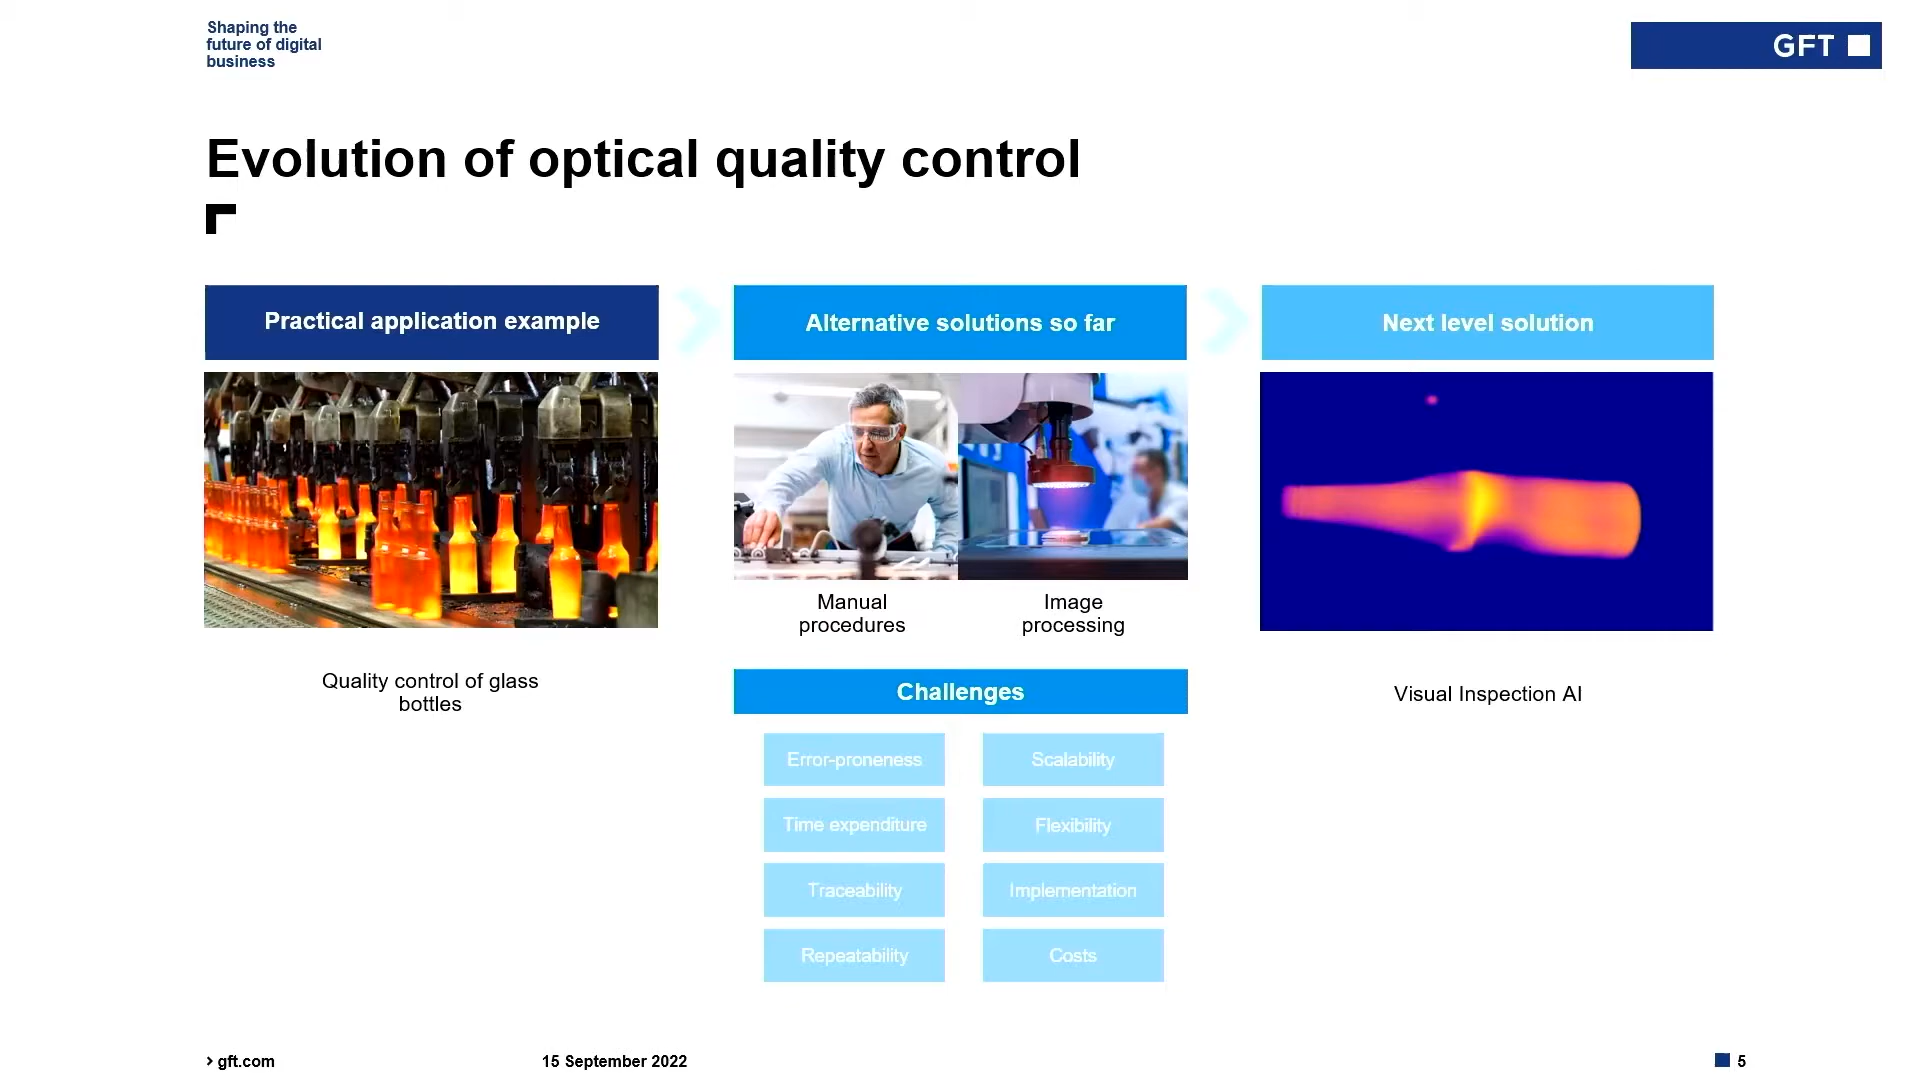 Shaping the
future of digital
business
GFT
Evolution of optical quality control
Practical application example
Alternative solutions so far
Next level solution
Manual
procedures
Image
processing
Quality control of glass
bottles
Visual Inspection AI
Challenges
Error-proneness
Scalability
Time expenditure
Flexibility
Traceability
Implementation
Repeatability
Costs
› gft.com
15 September 2022
5